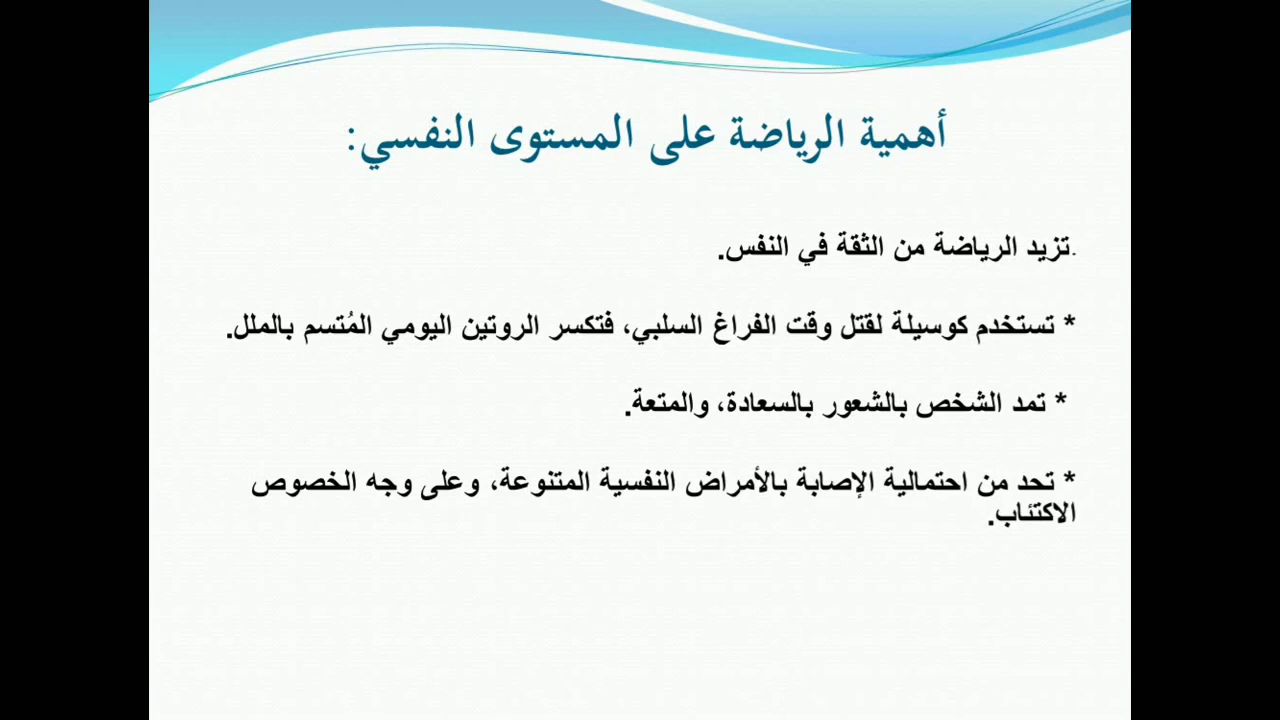 أهمية الرياضة على المستوى النفسي:
.تزيد الرياضة من الثقة في النفس.
* تستخدم كوسيلة لقتل وقت الفراغ السلبي، فتكسر الروتين اليومي المُتسم بالملل.
* تمد الشخص بالشعور بالسعادة، والمتعة.
* تحد من احتمالية الإصابة بالأمراض النفسية المتنوعة، وعلى وجه الخصوص
الاكتئاب.